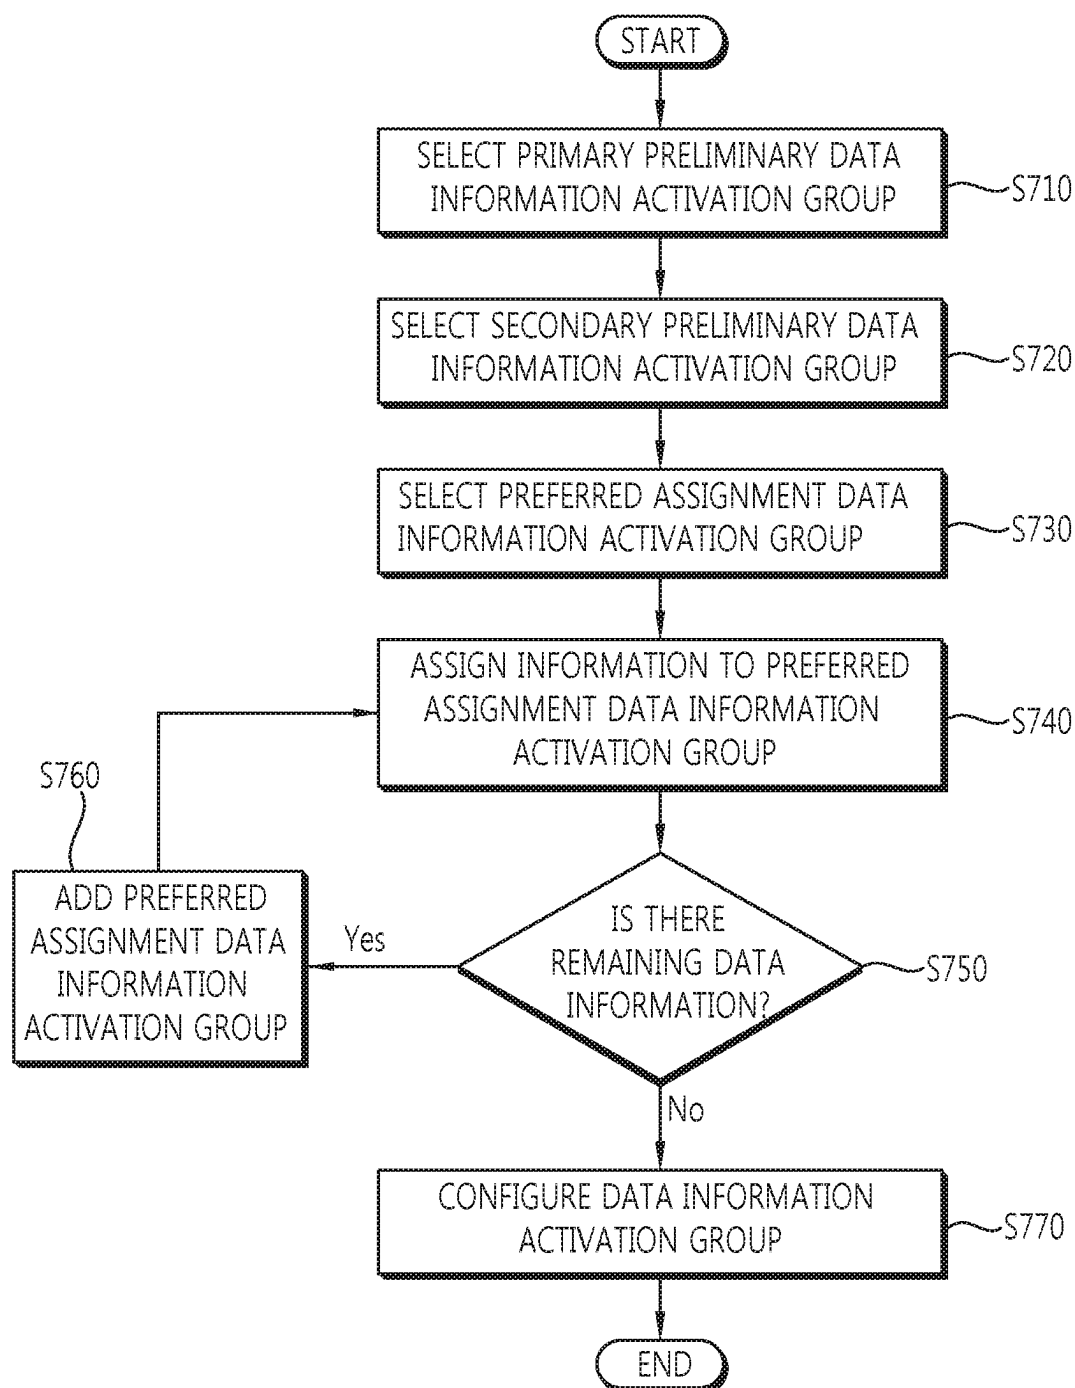 START
SELECT PRIMARY PRELIMINARY DATA
INFORMATION ACTIVATION GROUP
S710
SELECT SECONDARY PRELIMINARY DATA
INFORMATION ACTIVATION GROUP
S720
SELECT PREFERRED ASSIGNMENT DATA
INFORMATION ACTIVATION GROUP
S730
ASSIGN INFORMATION TO PREFERRED
ASSIGNMENT DATA INFORMATION
ACTIVATION GROUP
S740
S760
ADD PREFERRED
ASSIGNMENT DATA
INFORMATION
ACTIVATION GROUP
Yes
IS THERE
REMAINING DATA
INFORMATION?
S750
No
CONFIGURE DATA INFORMATION
ACTIVATION GROUP
S770
END